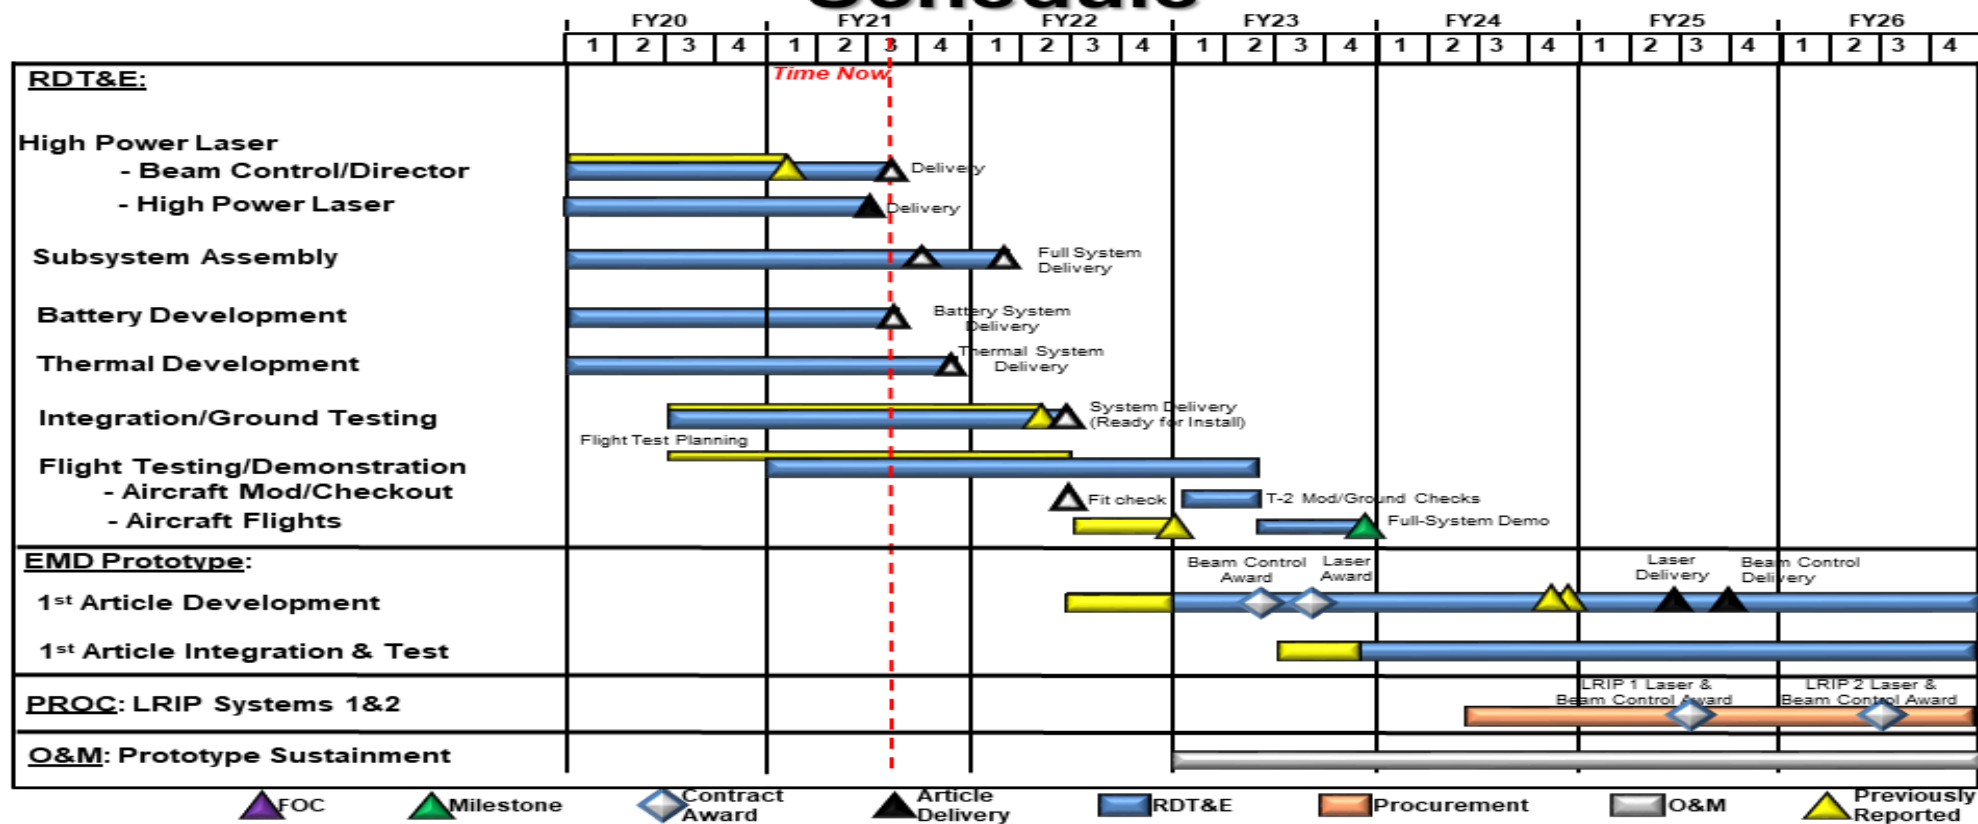 Schedule
FY20 FY21 FY22 FY23 FY24 FY25 FY26
1 2 3 4 1 2 3 4 1 2 3 4 1 2 3 4 1 2 3 4 1 2 3 4 1 2 3 4
RDT&E:
Time Now
High Power Laser
- Beam Control/Director
Delivery
- High Power Laser
Delivery
Subsystem Assembly
Full System
Delivery
Battery Development
Battery System
Delivery
Thermal Development
Thermal System
Delivery
Integration/Ground Testing
System Delivery
(Ready for Install)
Flight Test Planning
Flight Testing/Demonstration
- Aircraft Mod/Checkout
Fit check
T-2 Mod/Ground Checks
- Aircraft Flights
Full-System Demo
EMD Prototype:
Beam Control
Award
Laser
Award
Laser
Delivery
Beam Control
Delivery
1st Article Development
1st Article Integration & Test
PROC: LRIP Systems 1&2
LRIP 1 Laser &
Beam Control Award
LRIP 2 Laser &
Beam Control Award
O&M: Prototype Sustainment
FOC
Milestone
Contract
Award
Article
Delivery
RDT&E
Procurement
O&M
Previously
Reported